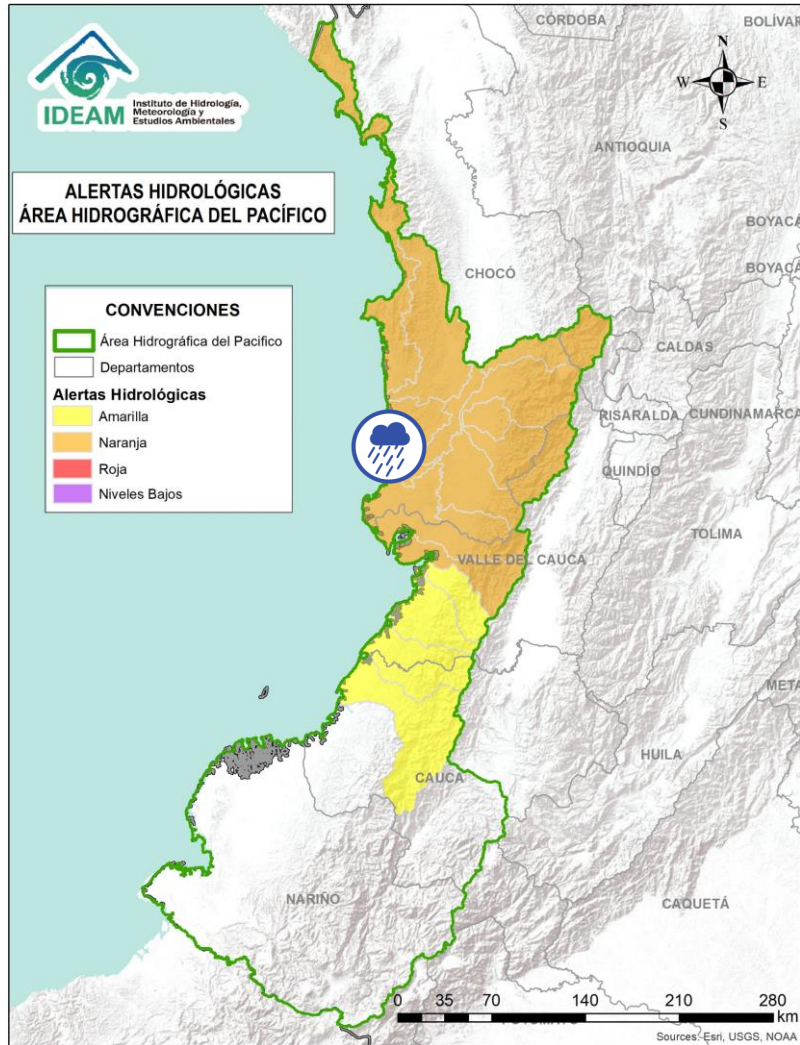 CÓRDOBA
BOLÍVAR
IDEAM
Instituto de Hidrología,
Meteorología y
Estudios Ambientales
N
W
E
S
ANTIOQUIA
ALERTAS HIDROLÓGICAS
ÁREA HIDROGRÁFICA DEL PACÍFICO
BOYACÁ
BOYACÁ
CHOCÓ
CONVENCIONES
Área Hidrográfica del Pacifico
Departamentos
Alertas Hidrológicas
Amarilla
Naranja
Roja
Niveles Bajos
CALDAS
RISARALDA
CUNDINAMARCA
QUINDÍO
TOLIMA
VALLE DEL CAUCA
META
HUILA
CAUCA
NARIÑO
CAQUETÁ
0 35 70 140 210 280
km
Sources: Esri, USGS, NOAA